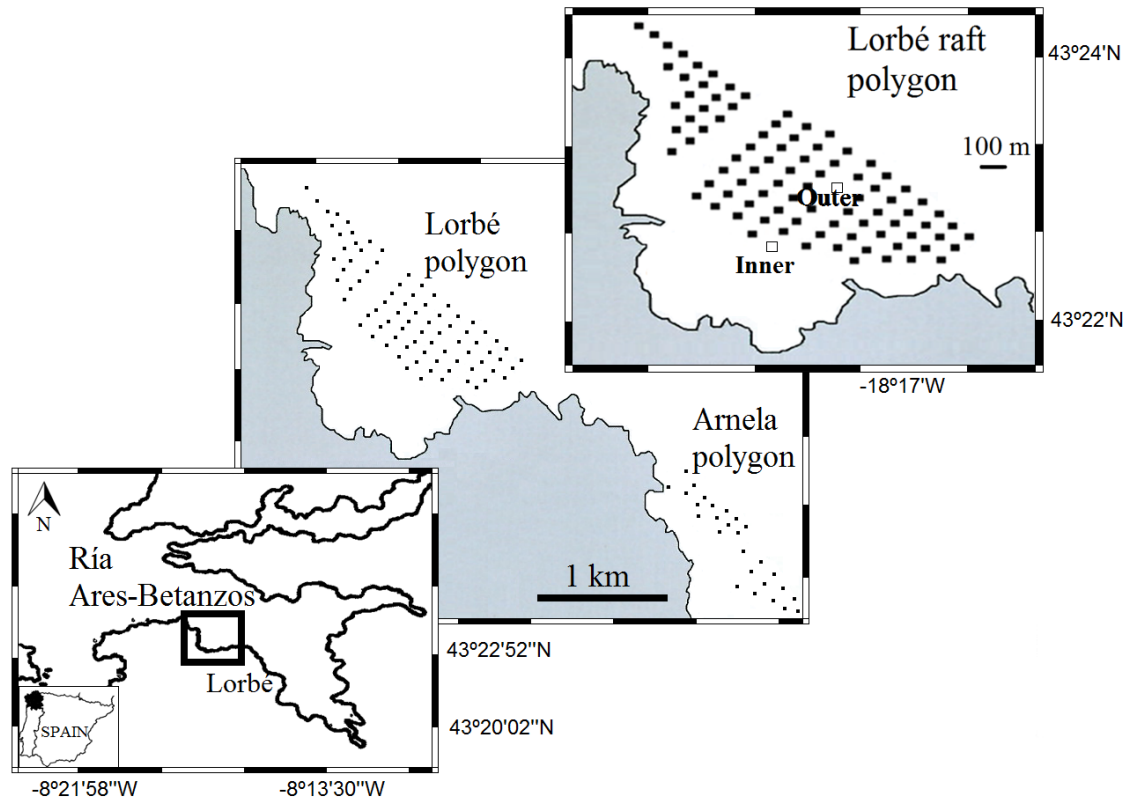 Lorbé raft
polygon
43º24'N
100 m
Outer
Inner
43º22'N
-18º17'W
Lorbé
polygon
Arnela
polygon
1 km
N
Ría
Ares-Betanzos
Lorbé
SPAIN
43º22'52''N
43º20'02''N
-8º21'58''W
-8º13'30''W